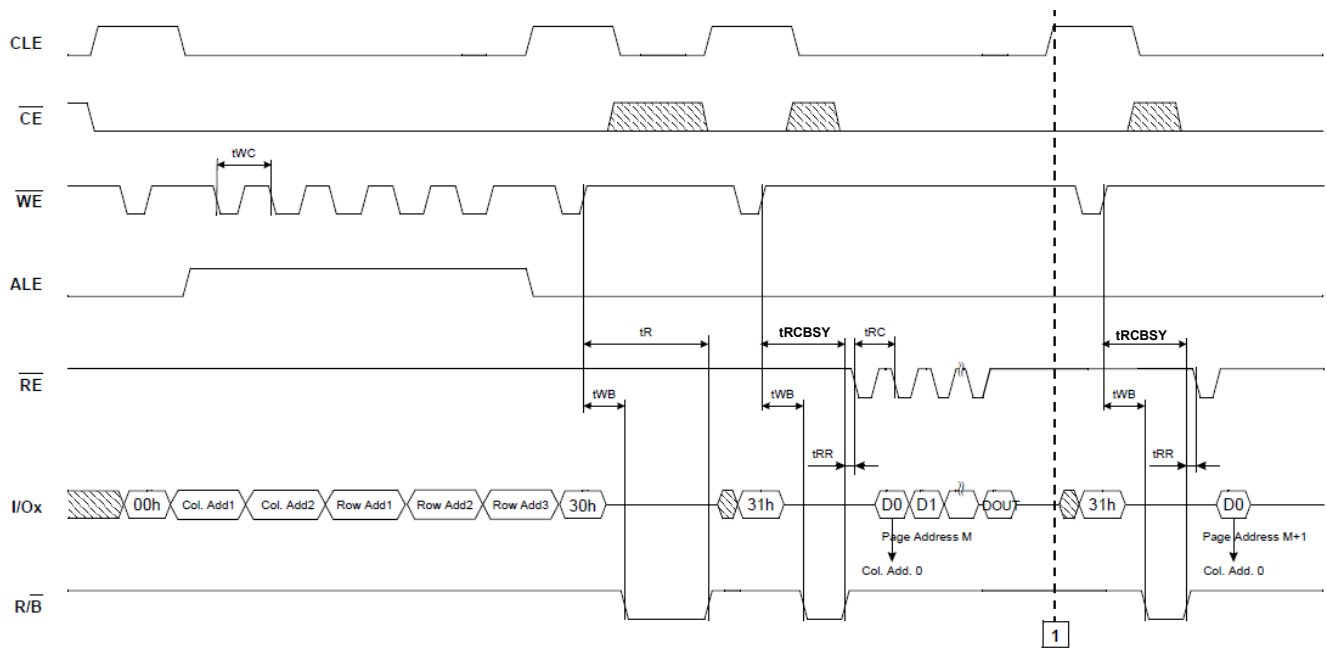 CLE
CE
tWC
WE
ALE
tR
tRCBSY
tRC
tRCBSY
RE
tWB
tWB
tWB
tRR
tRR
I/Ox
00h
Col. Add1
Col. Add2
Row Add1
Row Add2
Row Add3
30h
31h
D0
D1
DOUT
31h
D0
Page Address M
Page Address M+1
Col. Add. 0
Col. Add. 0
R/B
1